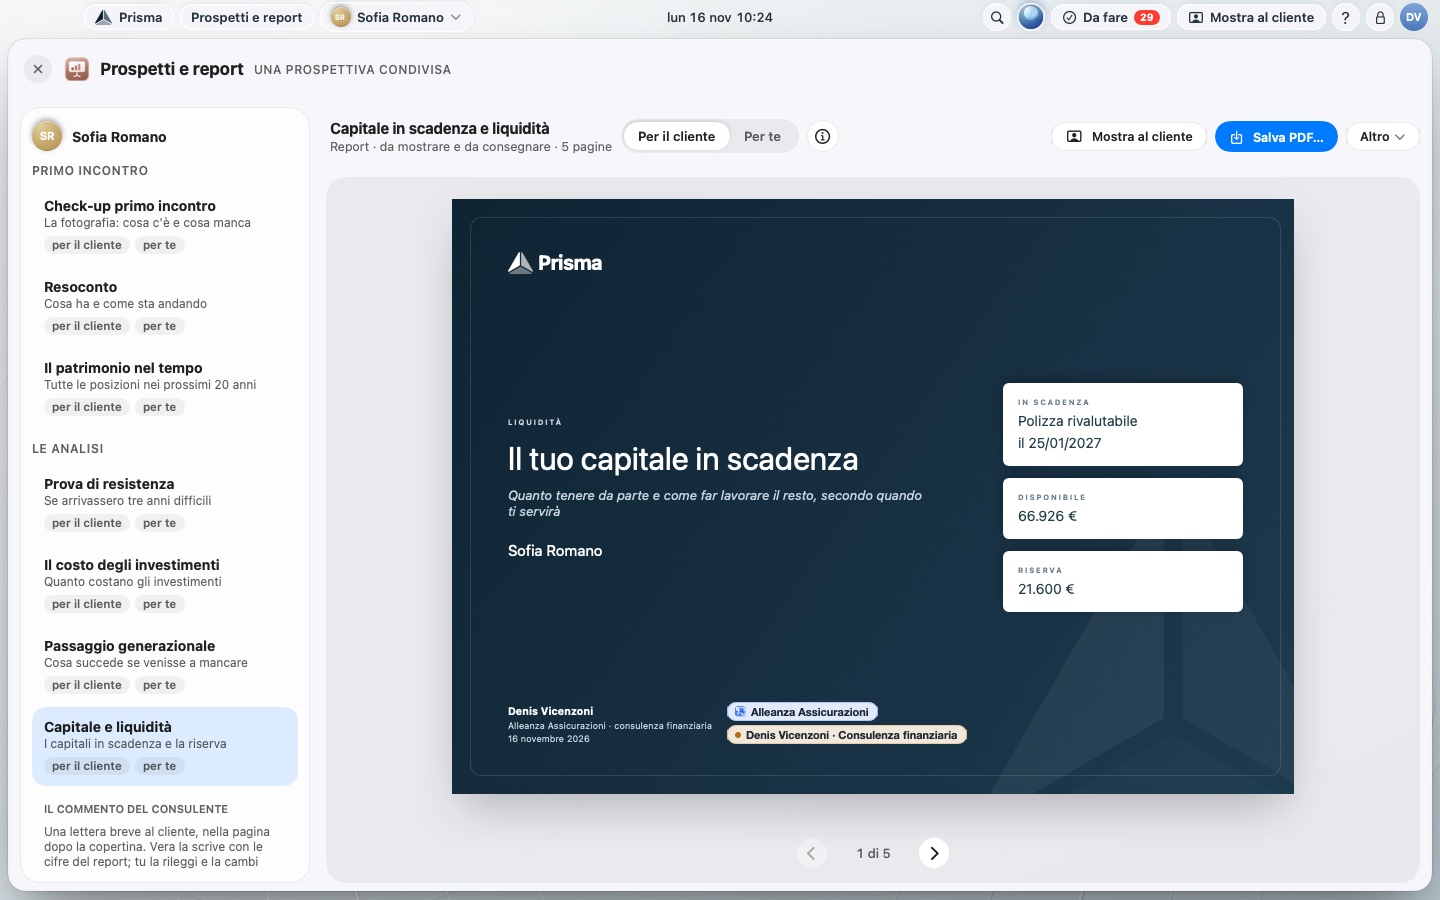 Prisma
Prospetti e report
SR Sofia Romano
lun 16 nov 10:24
Da fare 29
Mostra al cliente
?
DV
Prospetti e report UNA PROSPETTIVA CONDIVISA
SR Sofia Romano
PRIMO INCONTRO
Check-up primo incontro
La fotografia: cosa c'è e cosa manca
per il cliente per te
Resoconto
Cosa ha e come sta andando
per il cliente per te
Il patrimonio nel tempo
Tutte le posizioni nei prossimi 20 anni
per il cliente per te
LE ANALISI
Prova di resistenza
Se arrivassero tre anni difficili
per il cliente per te
Il costo degli investimenti
Quanto costano gli investimenti
per il cliente per te
Passaggio generazionale
Cosa succede se venisse a mancare
per il cliente per te
Capitale e liquidità
I capitali in scadenza e la riserva
per il cliente per te
IL COMMENTO DEL CONSULENTE
Una lettera breve al cliente, nella pagina
dopo la copertina. Vera la scrive con le
cifre del report; tu la rileggi e la cambi
Capitale in scadenza e liquidità
Report · da mostrare e da consegnare · 5 pagine
Per il cliente
Per te
Mostra al cliente
Salva PDF...
Altro
Prisma
LIQUIDITÀ
Il tuo capitale in scadenza
Quanto tenere da parte e come far lavorare il resto, secondo quando
ti servirà
Sofia Romano
IN SCADENZA
Polizza rivalutabile
il 25/01/2027
DISPONIBILE
66.926 €
RISERVA
21.600 €
Denis Vicenzoni
Alleanza Assicurazioni · consulenza finanziaria
16 novembre 2026
Alleanza Assicurazioni
Denis Vicenzoni · Consulenza finanziaria
1 di 5